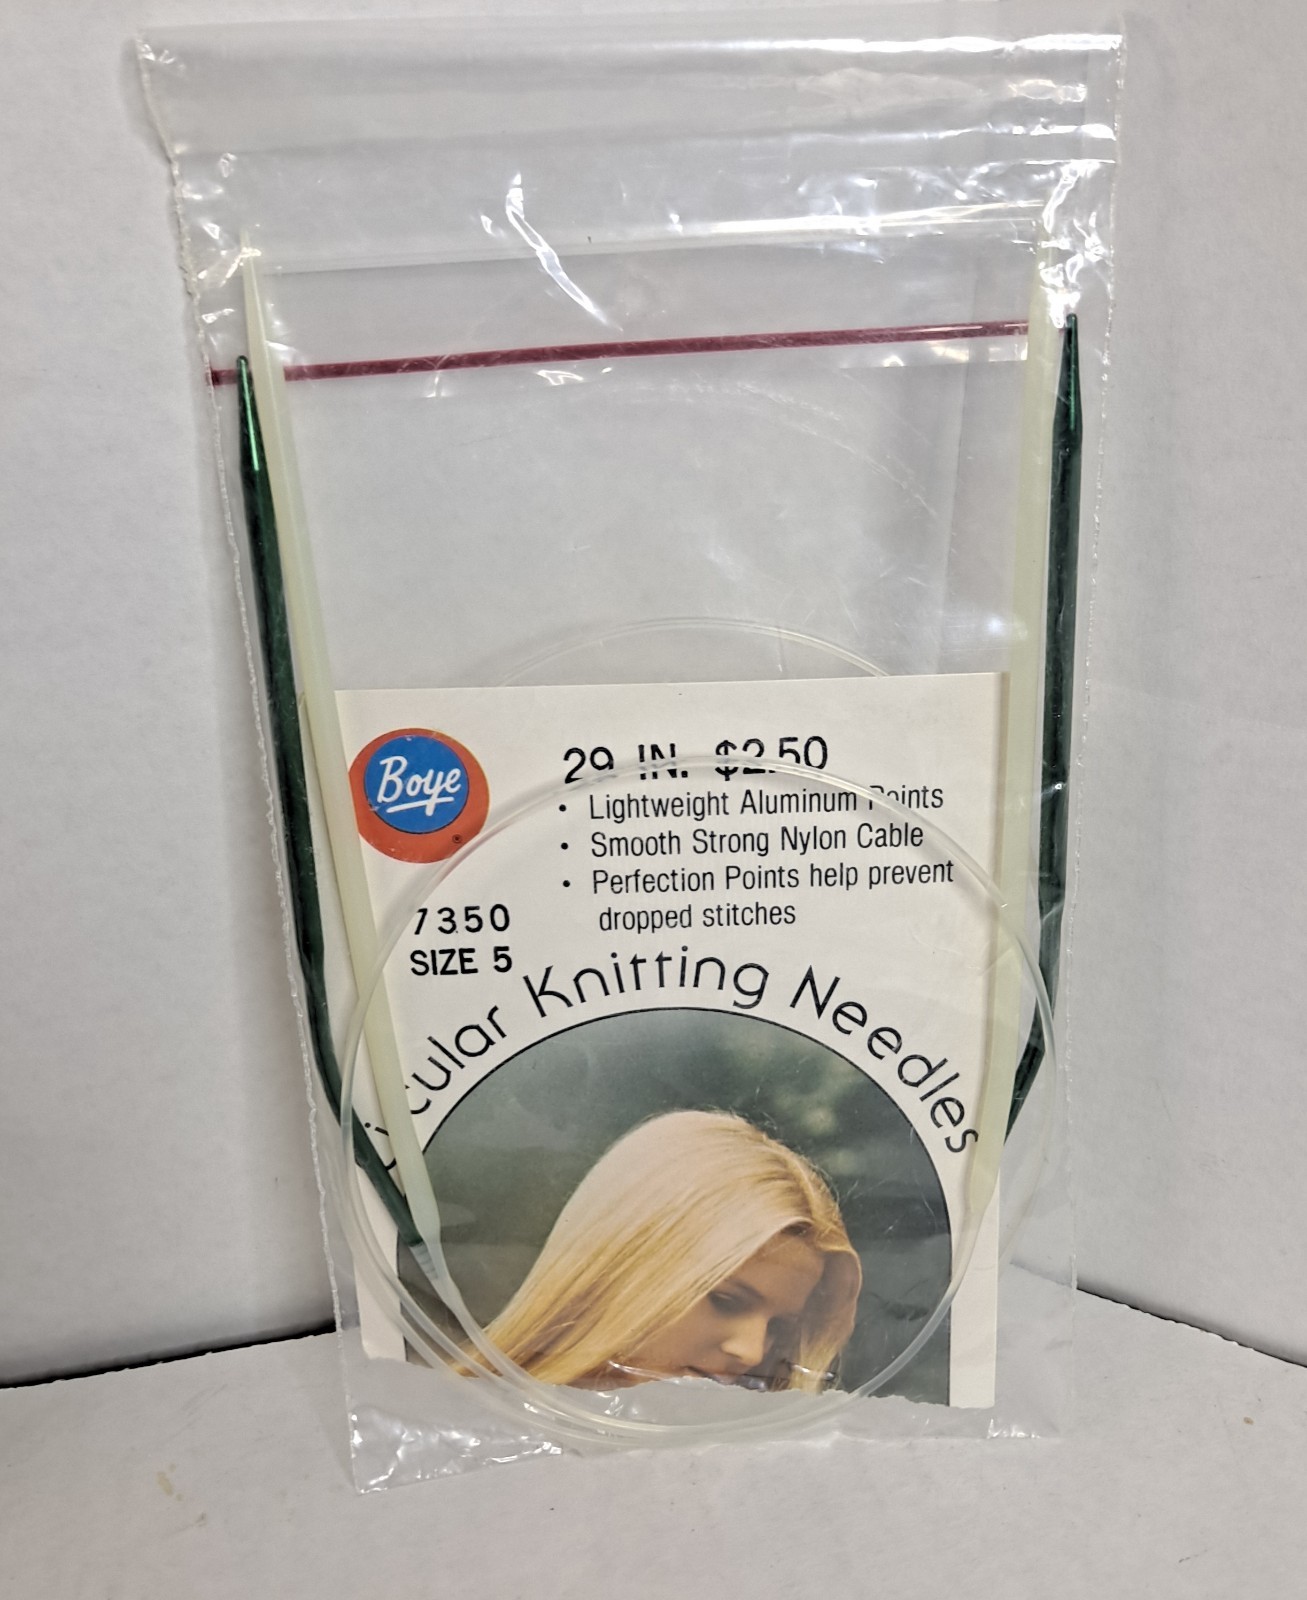 Boye
®
29 IN. $2.50
• Lightweight Aluminum Points
• Smooth Strong Nylon Cable
• Perfection Points help prevent
dropped stitches
7350
SIZE 5
Knitting Needles